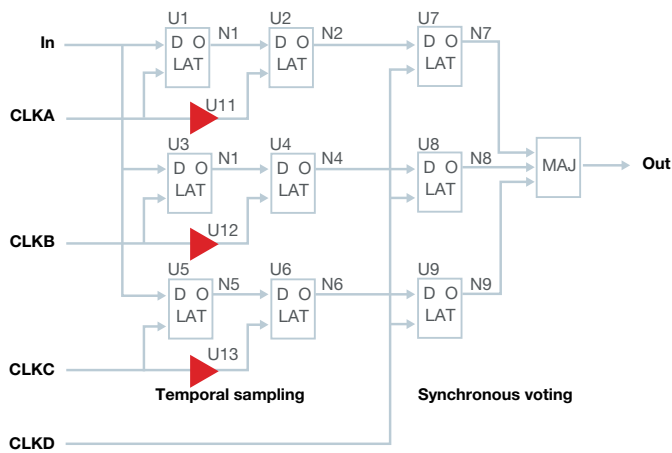 U1
U2
U7
In
D O
N1
D O
N2
D O
N7
LAT
LAT
LAT
U11
CLKA
U3
U4
U8
D O
N1
D O
N4
D O
N8
MAJ
Out
LAT
LAT
LAT
U12
CLKB
U5
U6
U9
D O
N5
D O
N6
D O
N9
LAT
LAT
LAT
U13
CLKC
Temporal sampling
Synchronous voting
CLKD